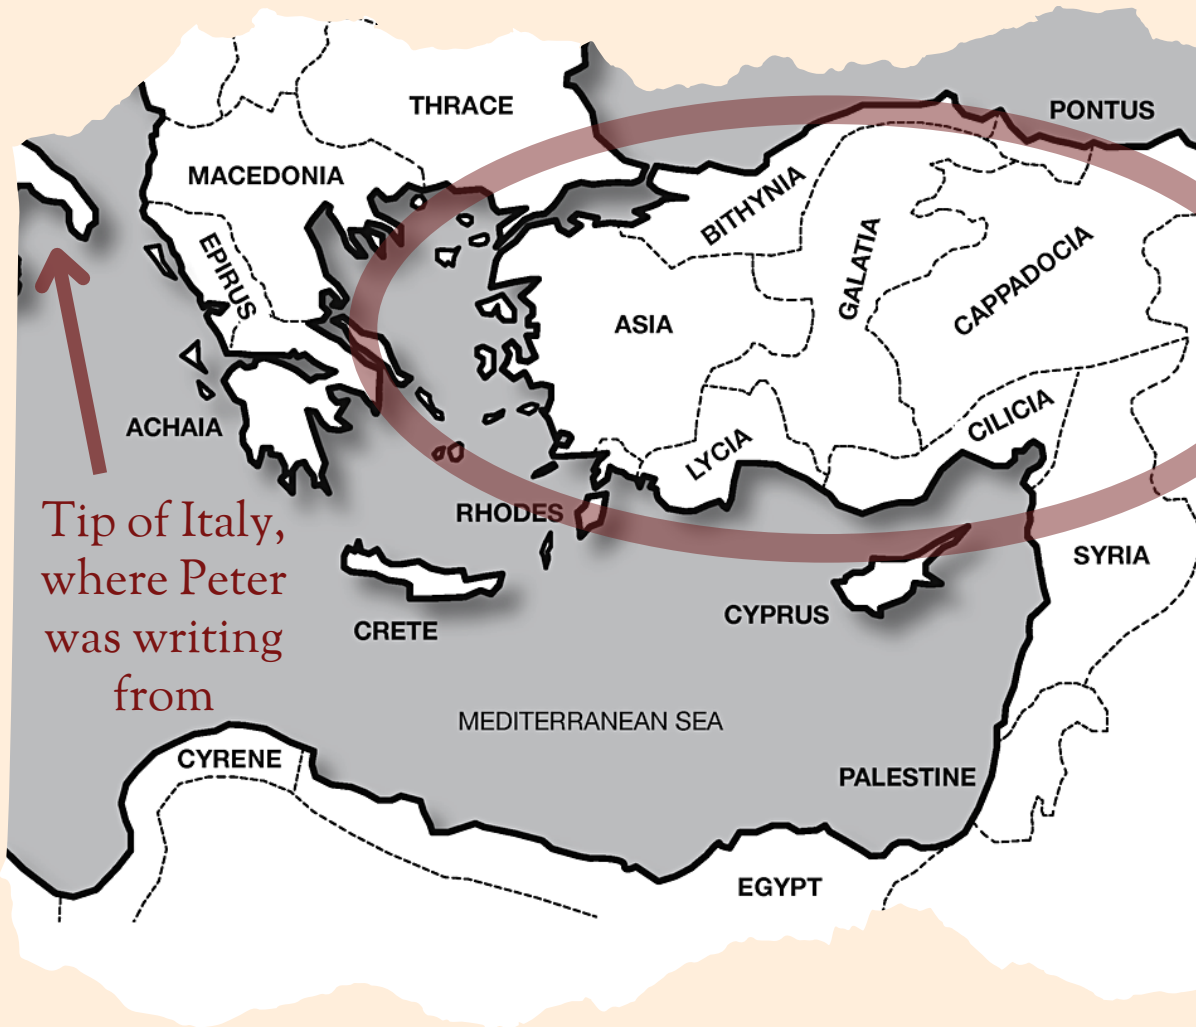 THRACE
PONTUS
MACEDONIA
BITHYNIA
EPIRUS
GALATIA
CAPPADOCIA
ASIA
ACHAIA
CILICIA
LYCIA
RHODES
Tip of Italy,
where Peter
was writing
from
SYRIA
CRETE
CYPRUS
MEDITERRANEAN SEA
CYRENE
PALESTINE
EGYPT